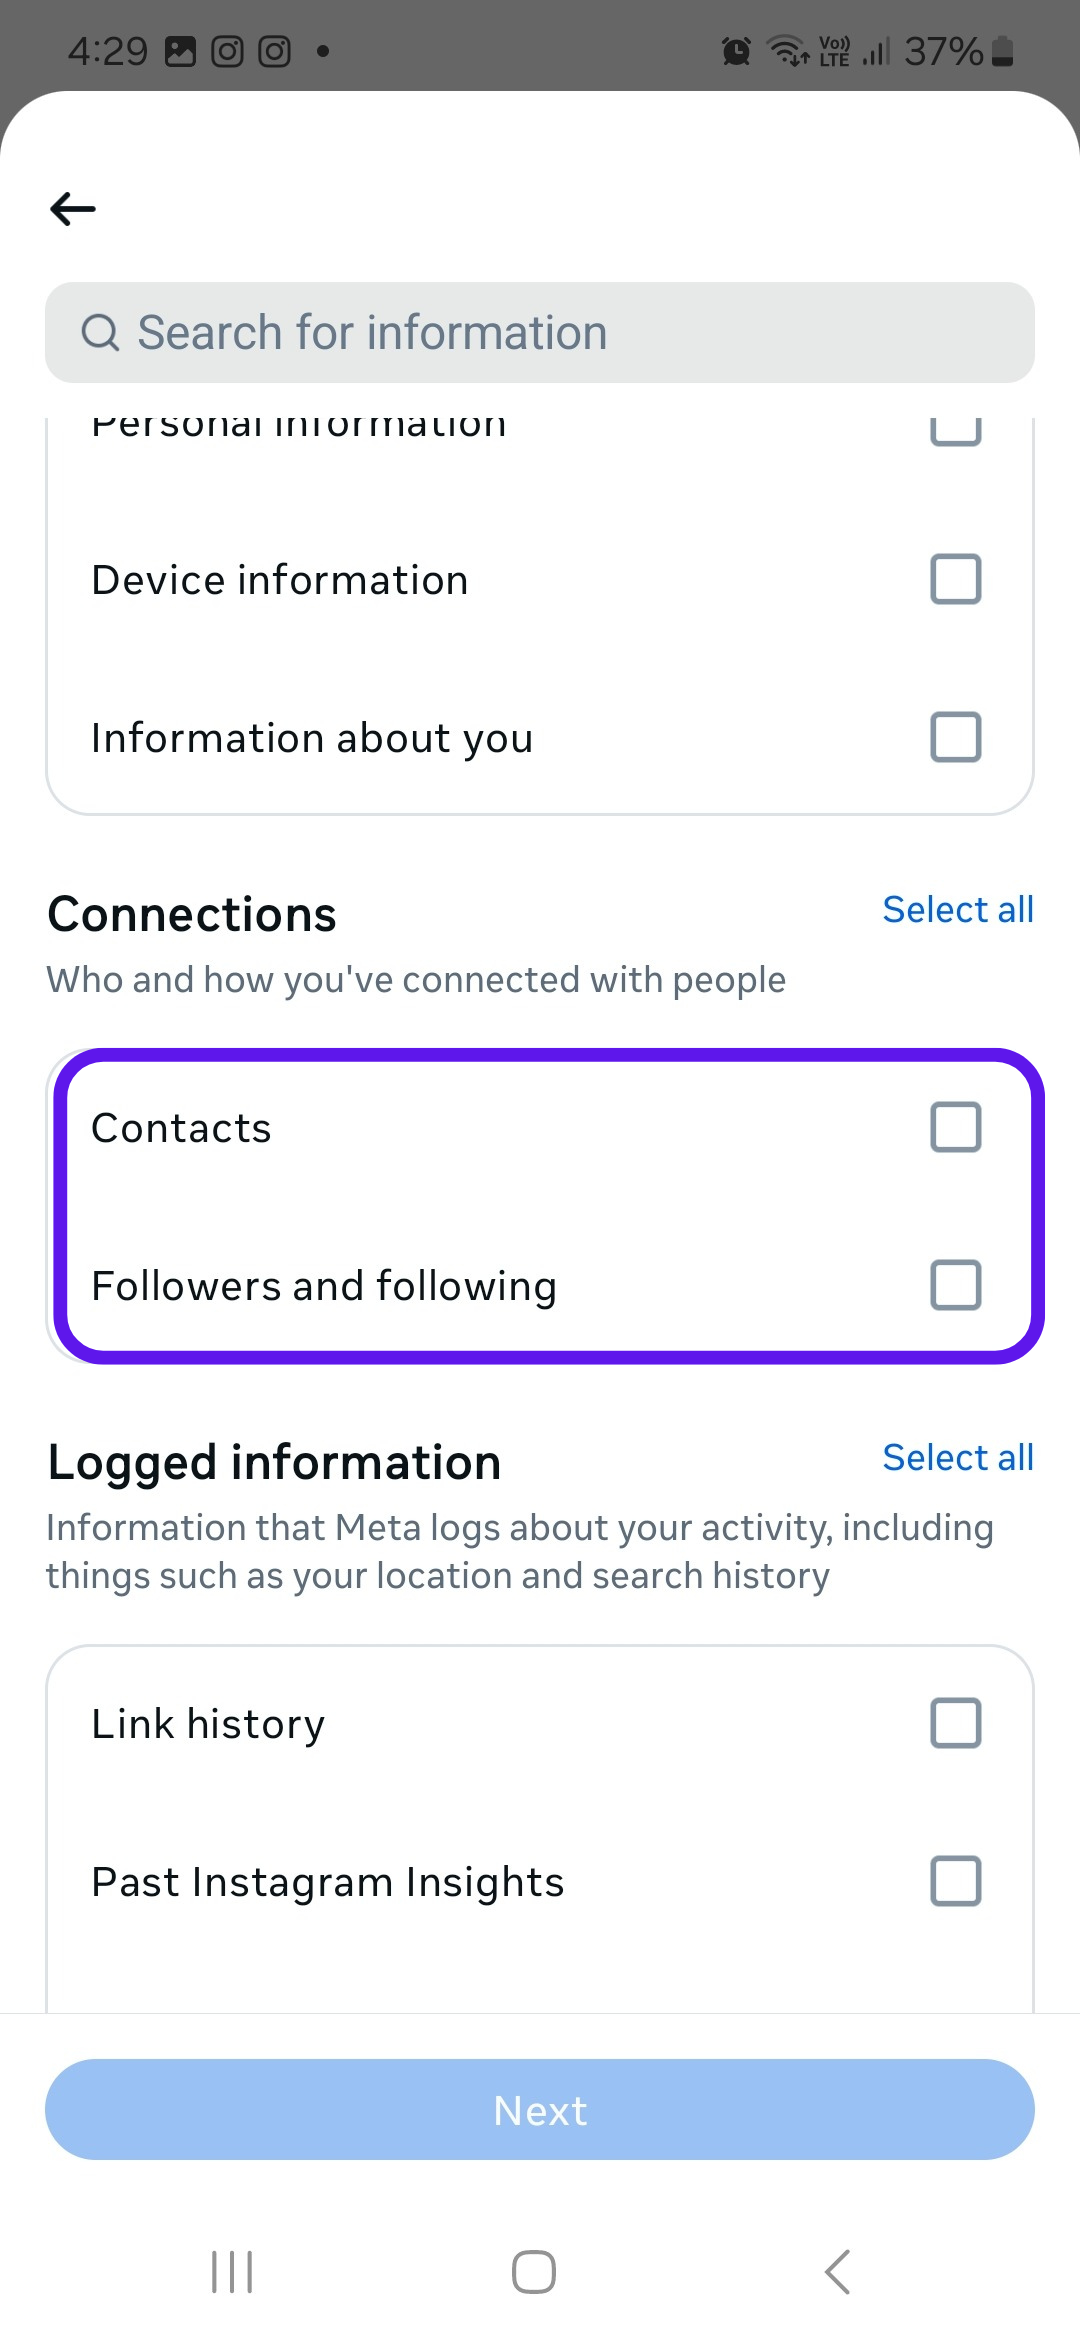 4:29
Vo))
LTE
37%
Search for information
Personal information
Device information
Information about you
Connections
Select all
Who and how you've connected with people
Contacts
Followers and following
Logged information
Select all
Information that Meta logs about your activity, including
things such as your location and search history
Link history
Past Instagram Insights
Next